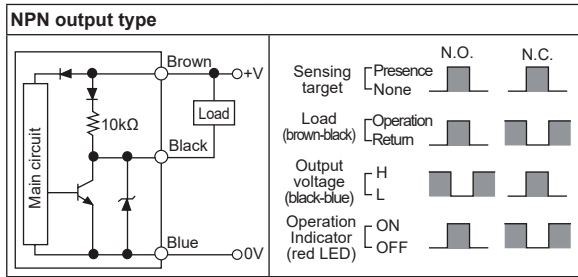 NPN output type
Brown
+V
Load
10kΩ
Black
Main circuit
Blue
0V
N.O.
N.C.
Sensing target
Presence
None
Load
(brown-black)
Operation
Return
Output voltage
(black-blue)
H
L
Operation Indicator
(red LED)
ON
OFF